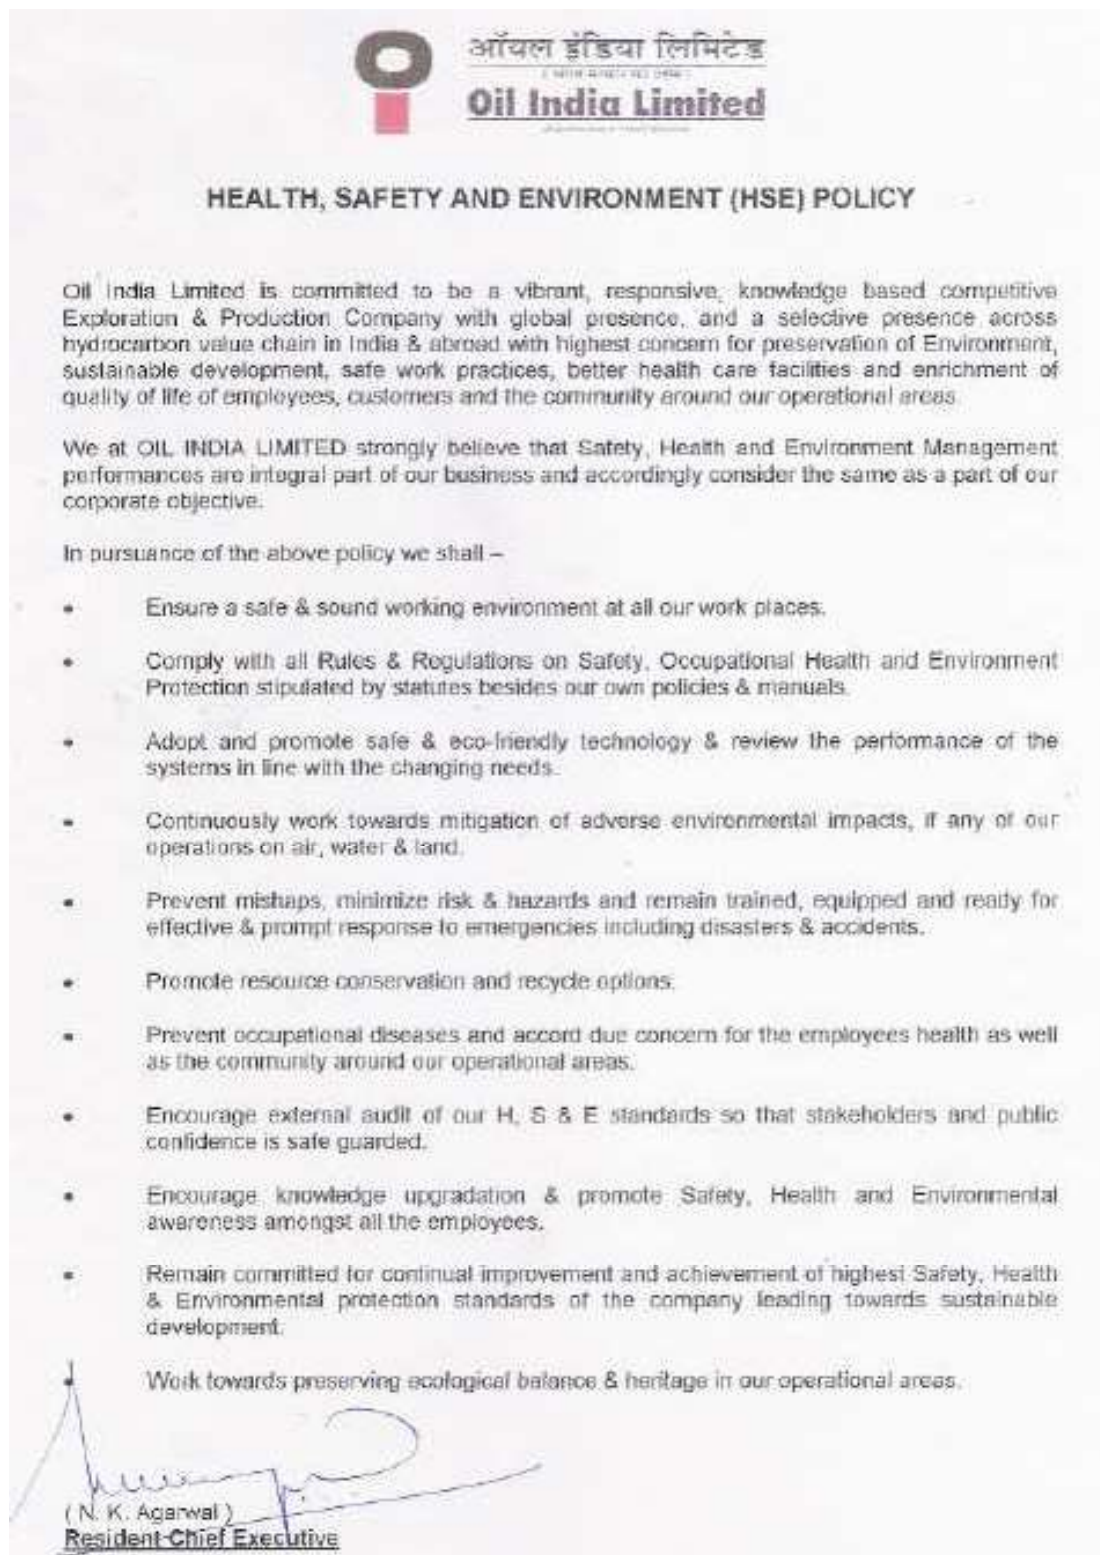 ऑयल इंडिया लिमिटेड
Oil India Limited
HEALTH, SAFETY AND ENVIRONMENT (HSE) POLICY
Oil India Limited is committed to be a vibrant, responsive, knowledge based competitive
Exploration & Production Company with global presence, and a selective presence across
hydrocarbon value chain in India & abroad with highest concern for preservation of Environment,
sustainable development, safe work practices, better health care facilities and enrichment of
quality of life of employees, customers and the community around our operational areas.
We at OIL INDIA LIMITED strongly believe that Safety, Health and Environment Management
performances are integral part of our business and accordingly consider the same as a part of our
corporate objective.
In pursuance of the above policy we shall –
• Ensure a safe & sound working environment at all our work places.
• Comply with all Rules & Regulations on Safety, Occupational Health and Environment
Protection stipulated by statutes besides our own policies & manuals.
• Adopt and promote safe & eco-friendly technology & review the performance of the
systems in line with the changing needs.
• Continuously work towards mitigation of adverse environmental impacts, if any of our
operations on air, water & land.
• Prevent mishaps, minimize risk & hazards and remain trained, equipped and ready for
effective & prompt response to emergencies including disasters & accidents.
• Promote resource conservation and recycle options.
• Prevent occupational diseases and accord due concern for the employees health as well
as the community around our operational areas.
• Encourage external audit of our H, S & E standards so that stakeholders and public
confidence is safe guarded.
• Encourage knowledge upgradation & promote Safety, Health and Environmental
awareness amongst all the employees.
• Remain committed for continual improvement and achievement of highest Safety, Health
& Environmental protection standards of the company leading towards sustainable
development.
• Work towards preserving ecological balance & heritage in our operational areas.
( N. K. Agarwal )
Resident Chief Executive